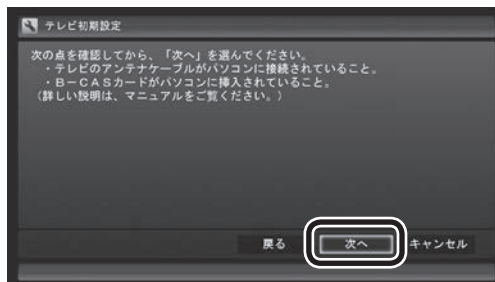 テレビ初期設定
次の点を確認してから、「次へ」を選んでください。
・テレビのアンテナケーブルがパソコンに接続されていること。
・B－CASカードがパソコンに挿入されていること。
（詳しい説明は、マニュアルをご覧ください。）
戻る 次へ キャンセル